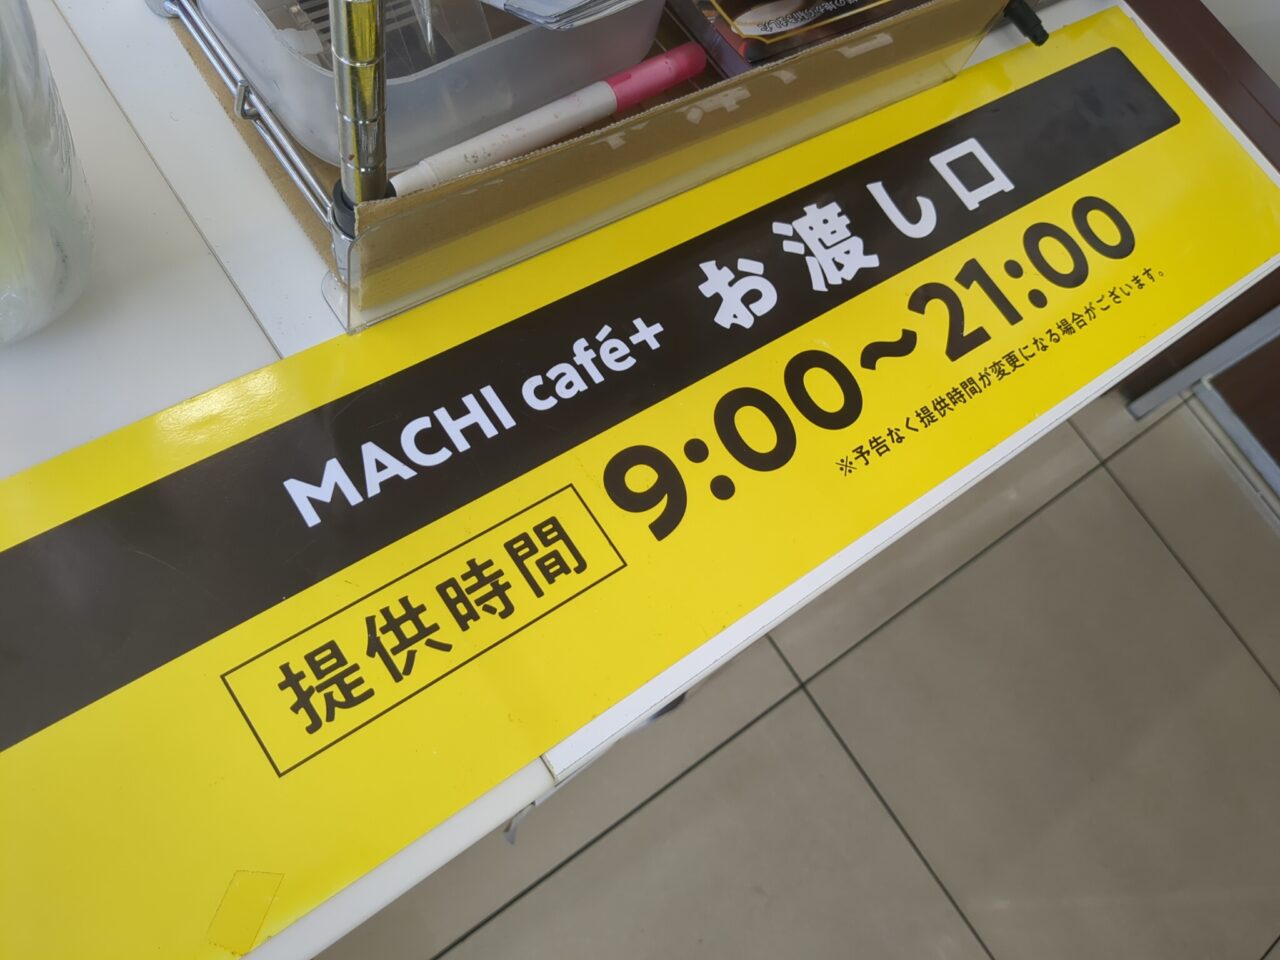 MACHI café+ お渡し口
提供時間 9:00~21:00
※予告なく提供時間が変更になる場合がございます。